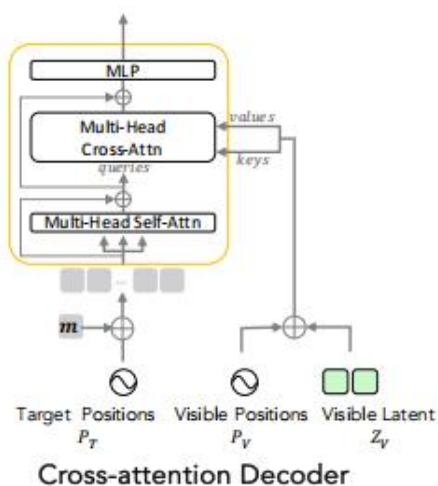 MLP
values
Multi-Head
Cross-Attn
keys
queries
Multi-Head Self-Attn
...
m
Target Positions Visible Positions Visible Latent
P_T P_V Z_V
Cross-attention Decoder